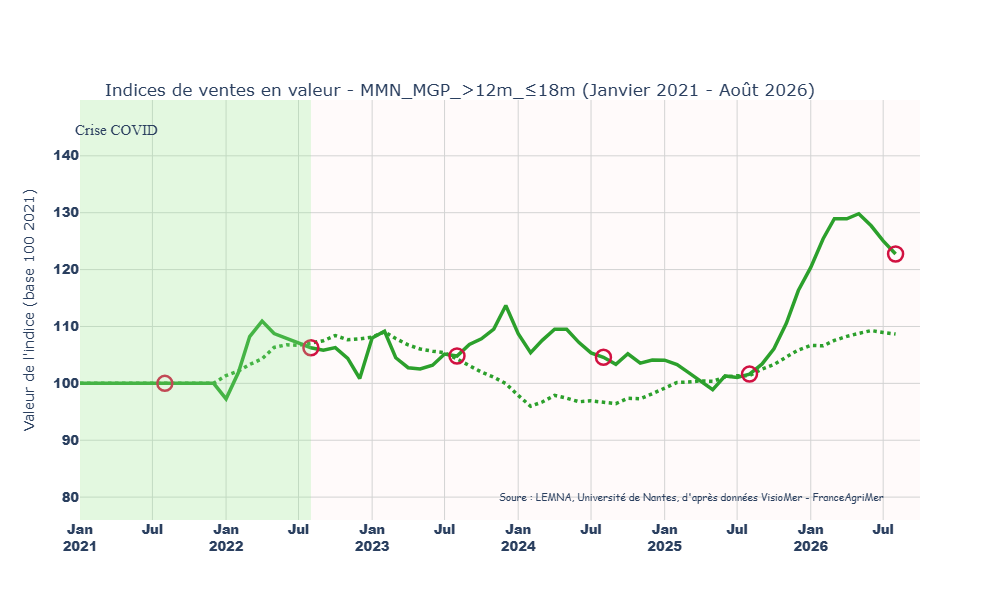 Indices de ventes en valeur - MMN_MGP_>12m_≤18m (Janvier 2021 - Août 2026)
Crise COVID
Valeur de l'indice (base 100 2021)
140
130
120
110
100
90
80
Soure : LEMNA, Université de Nantes, d'après données VisioMer - FranceAgriMer
Jan Jul Jan Jul Jan Jul Jan Jul Jan Jul Jan Jul
2021 2022 2023 2024 2025 2026